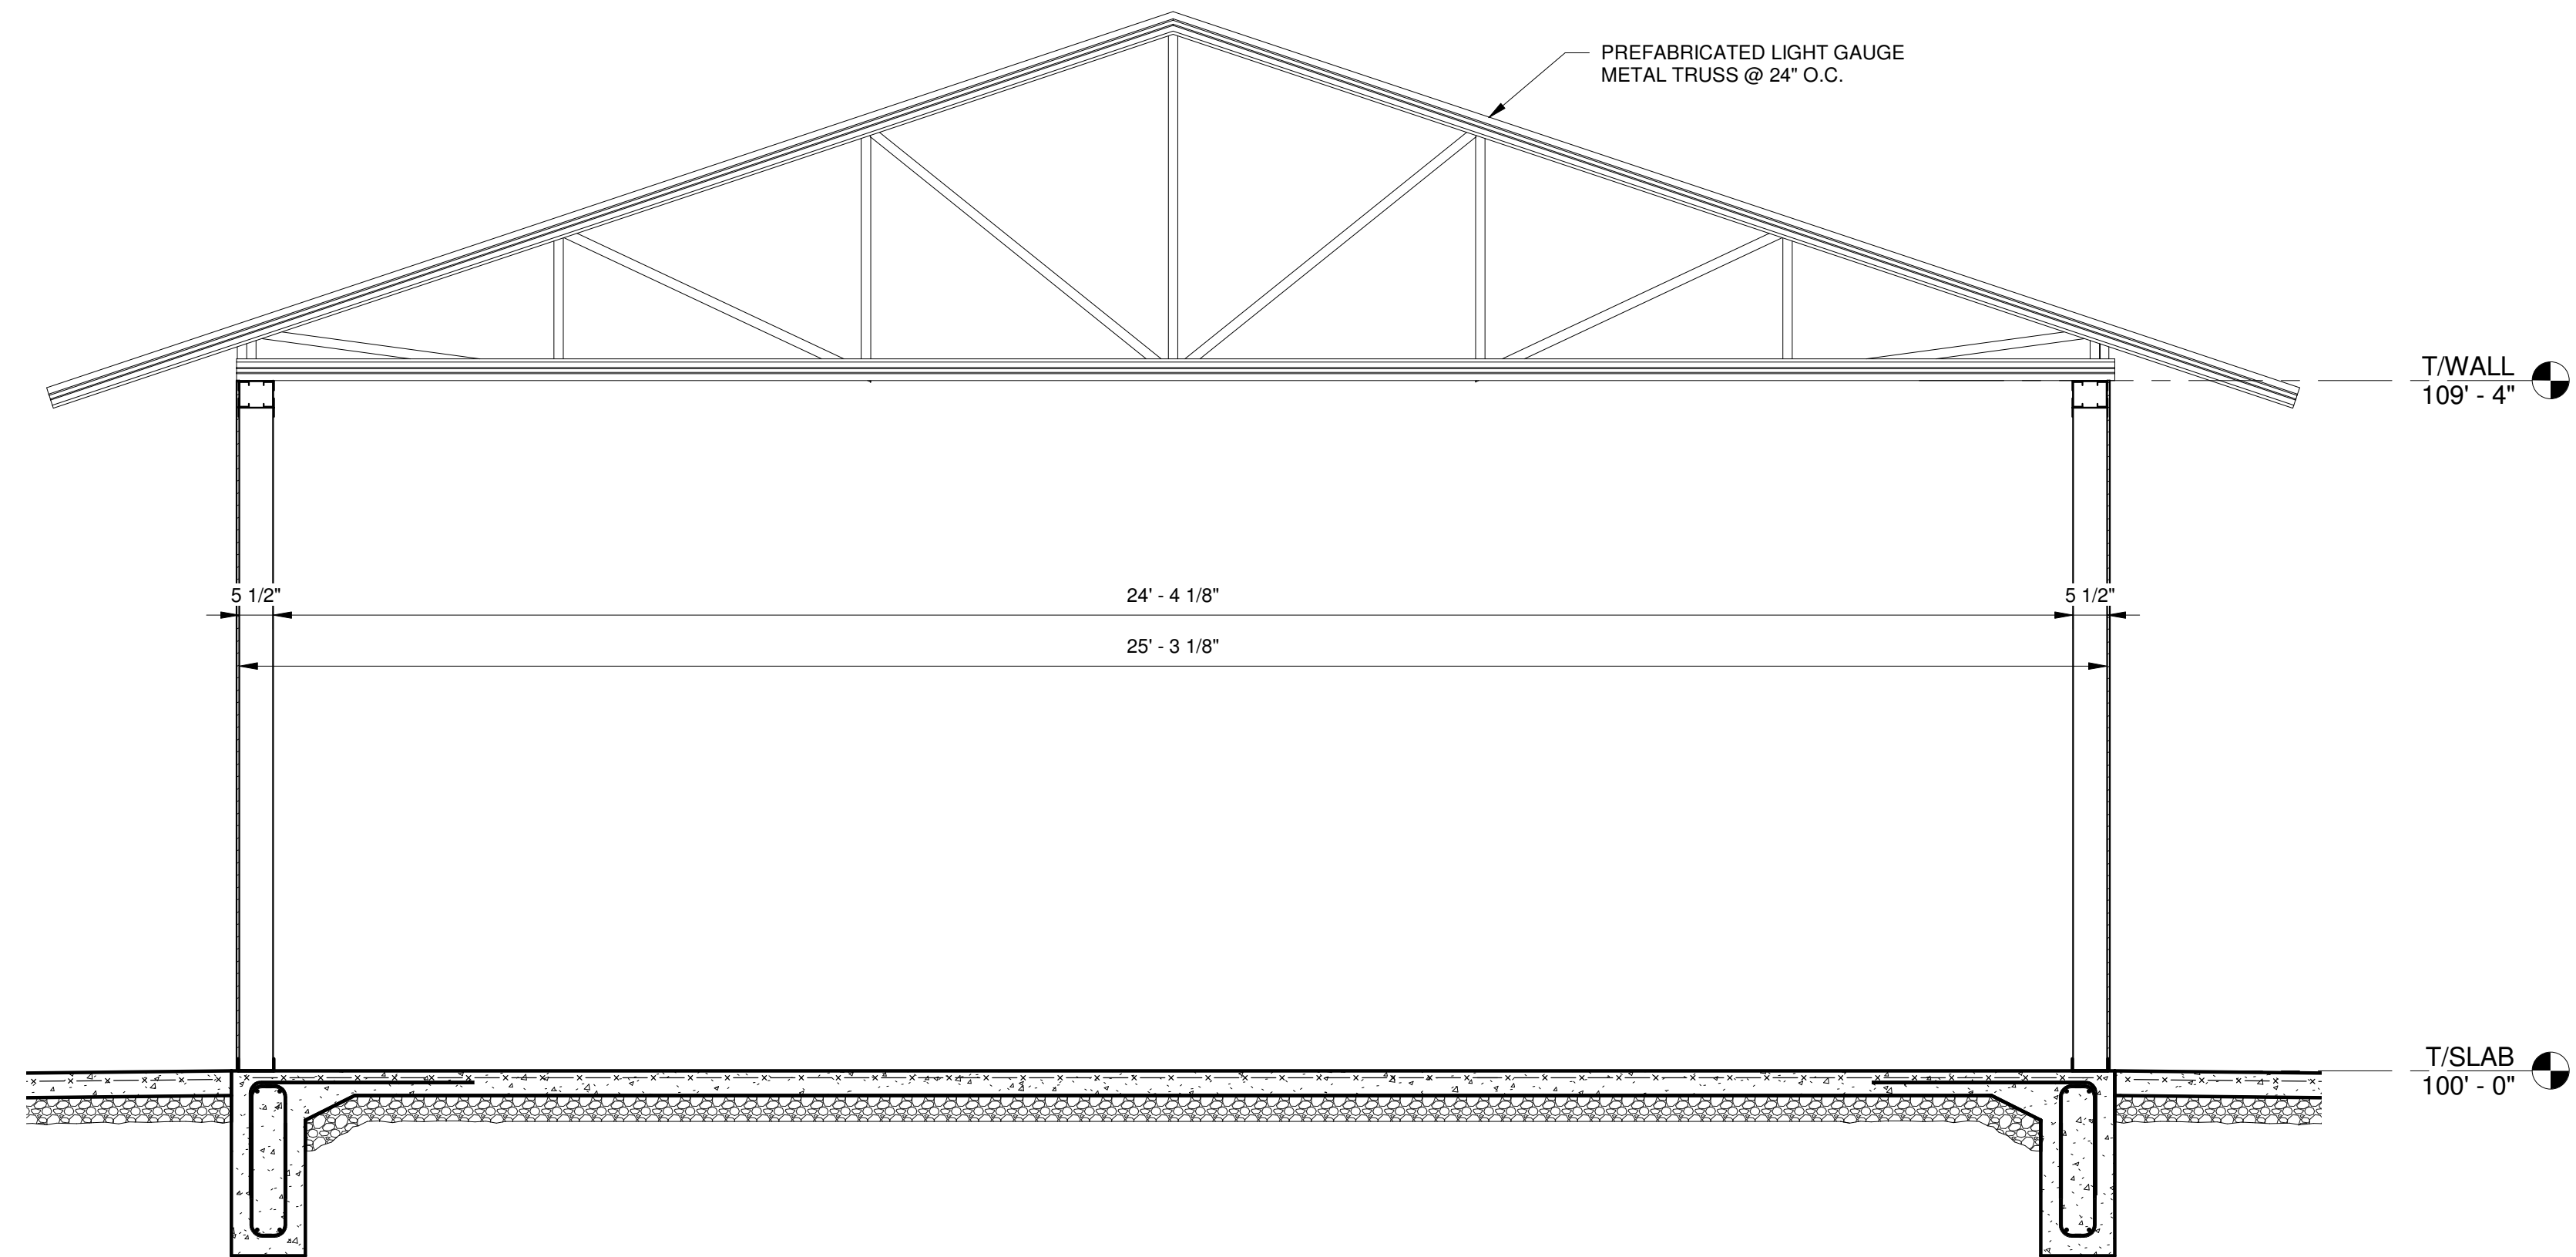 PREFABRICATED LIGHT GAUGE
METAL TRUSS @ 24" O.C.
T/WALL
109' - 4"
5 1/2"
24' - 4 1/8"
5 1/2"
25' - 3 1/8"
T/SLAB
100' - 0"